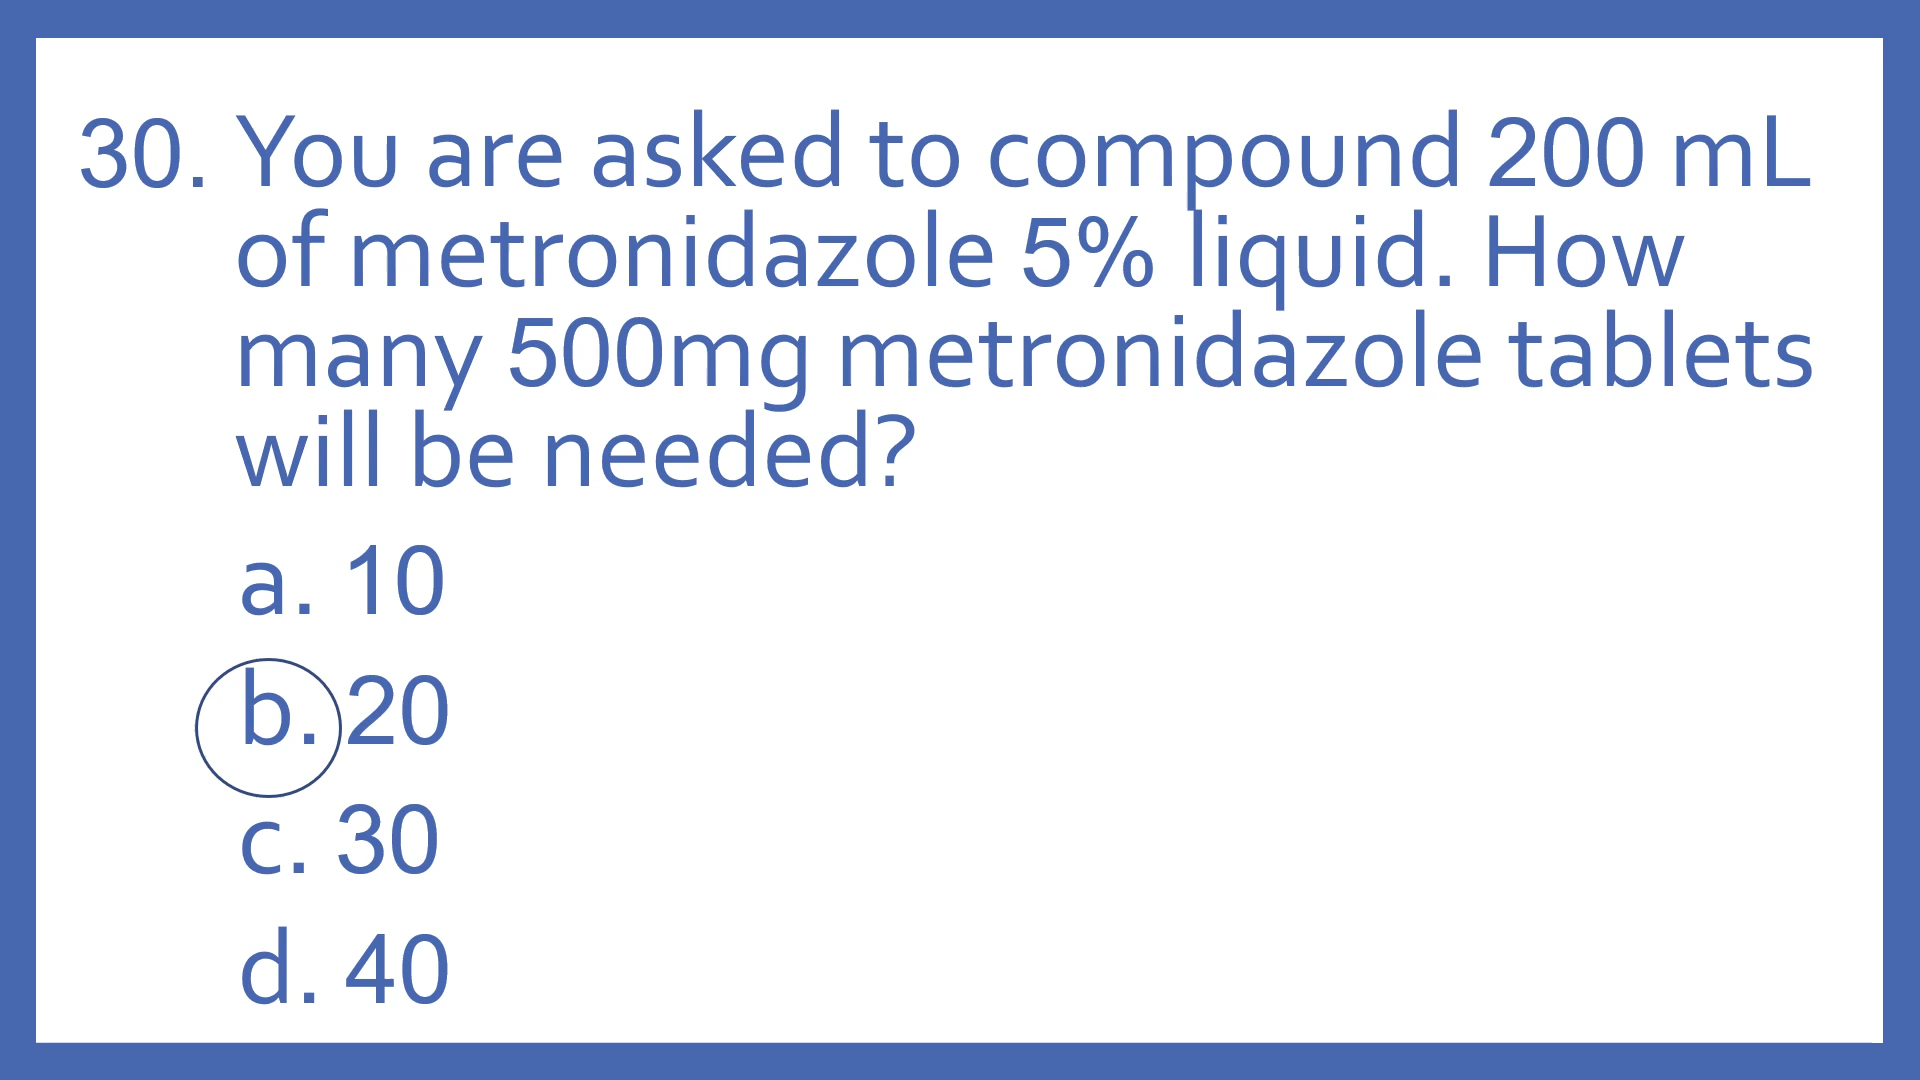 30. You are asked to compound 200 mL
of metronidazole 5% liquid. How
many 500mg metronidazole tablets
will be needed?
a. 10
b. 20
c. 30
d. 40